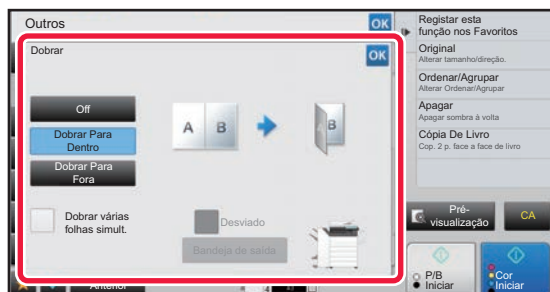 Outros
OK
Dobrar
OK
Off
Dobrar Para
Dentro
Dobrar Para
Fora
A B
B
Dobrar várias
folhas simult.
Desviado
Bandeja de saída
Anterior
Registar esta
função nos Favoritos
Original
Alterar tamanho/direção.
Ordenar/Agrupar
Alterar Ordenar/Agrupar
Apagar
Apagar sombra à volta
Cópia De Livro
Cop. 2 p. face a face de livro
Pré-
visualização
CA
P/B
Iniciar
Cor
Iniciar